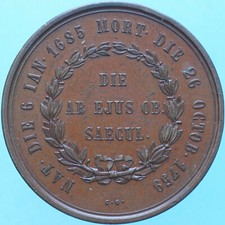 NAT. DIE 6 IAN. 1685 MORT. DIE 26 OCTOB. 1759
DIE
AB EJUS OB.
SAECUL.